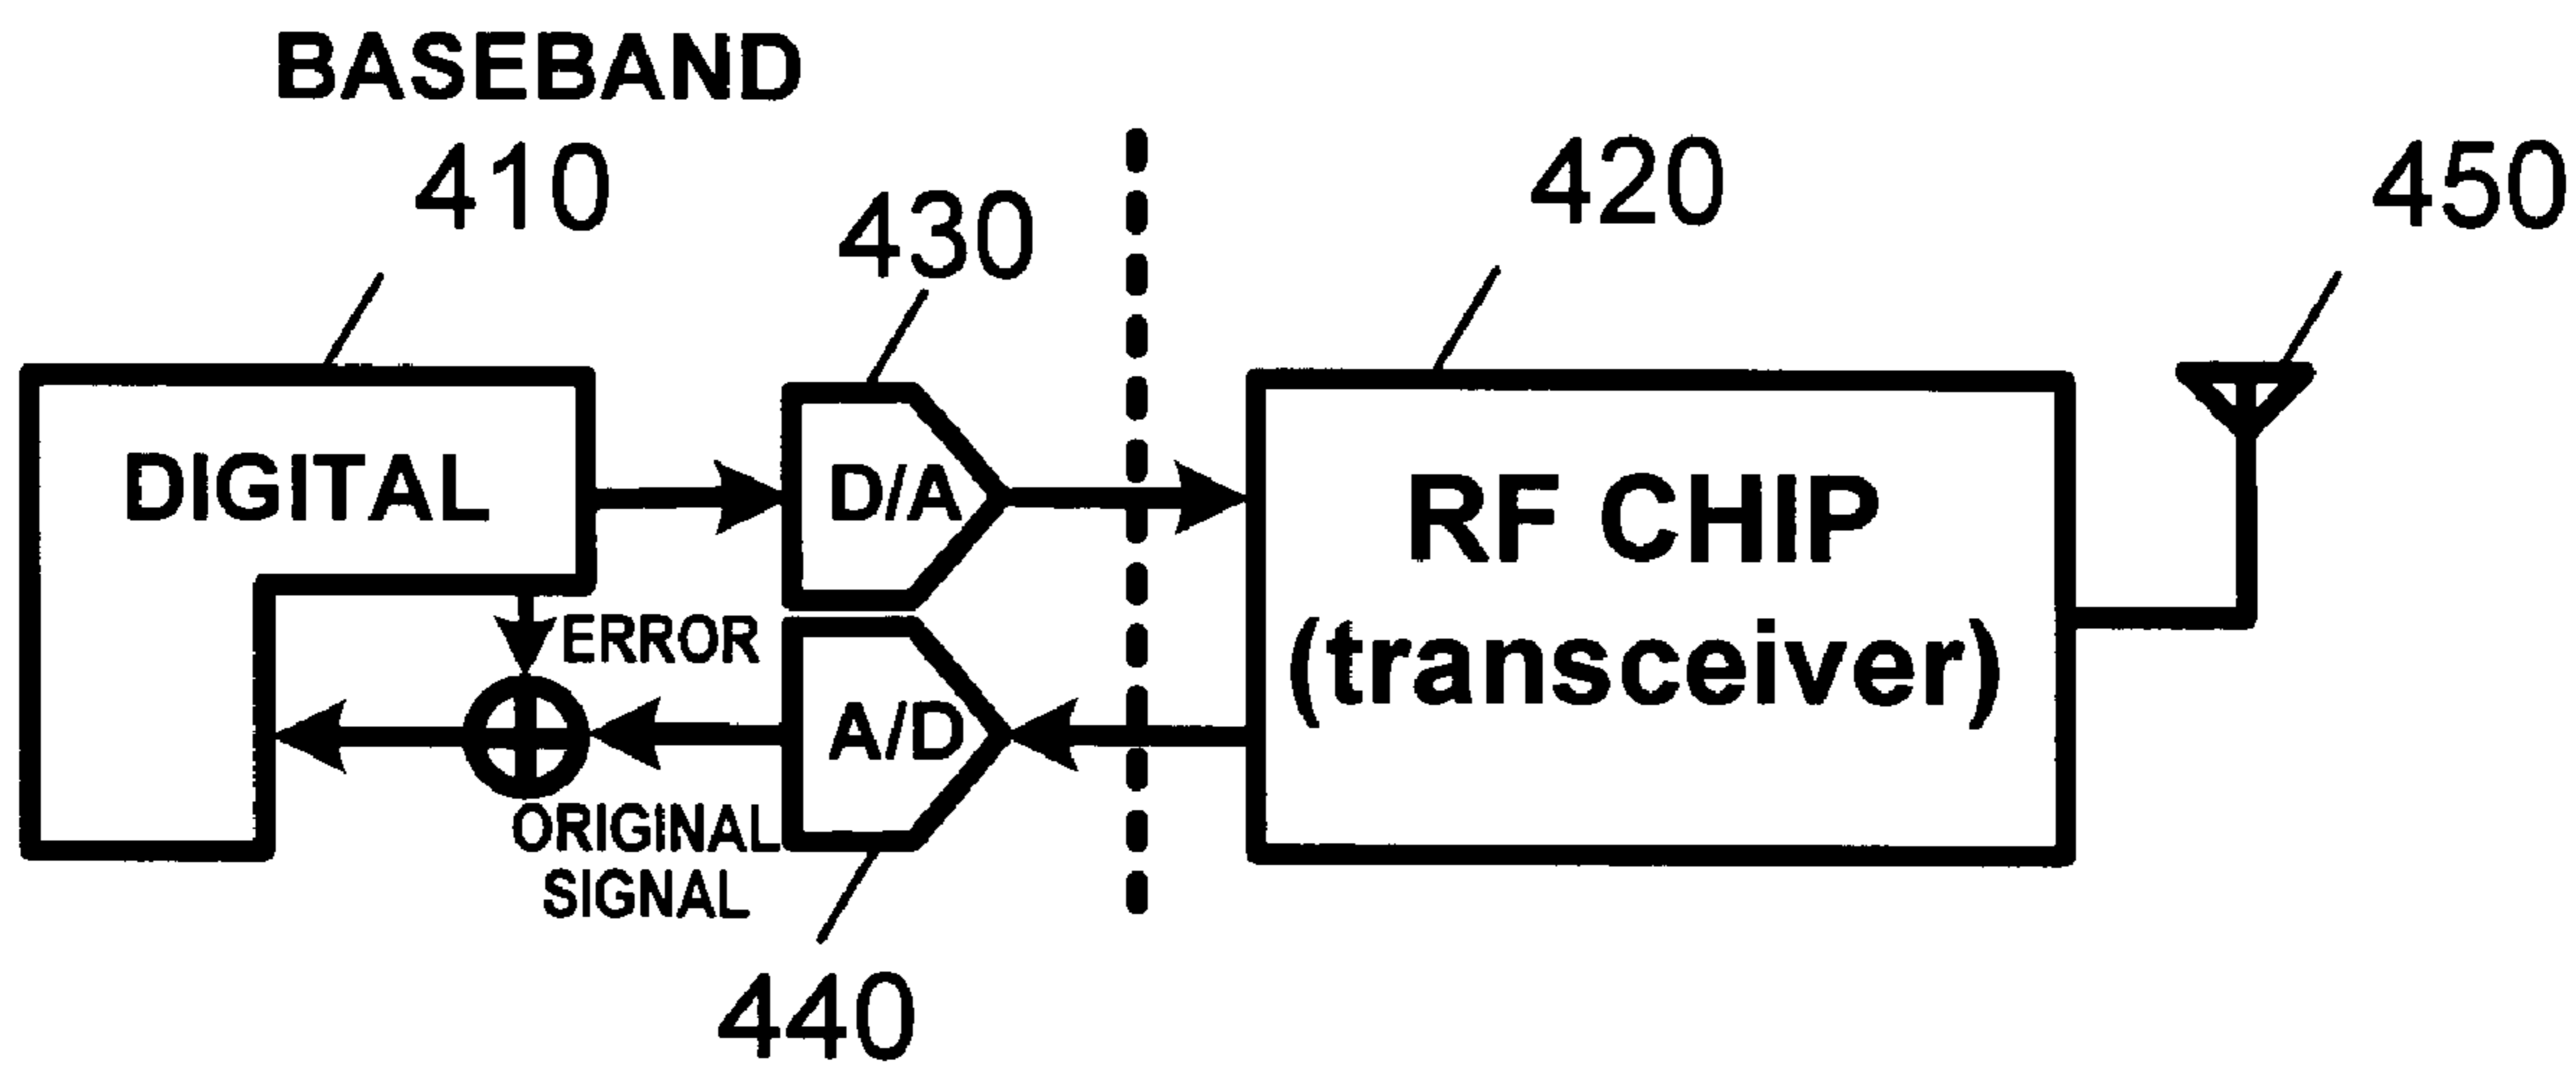 BASEBAND
410
430
420
450
DIGITAL
D/A
RF CHIP
(transceiver)
ERROR
A/D
ORIGINAL
SIGNAL
440